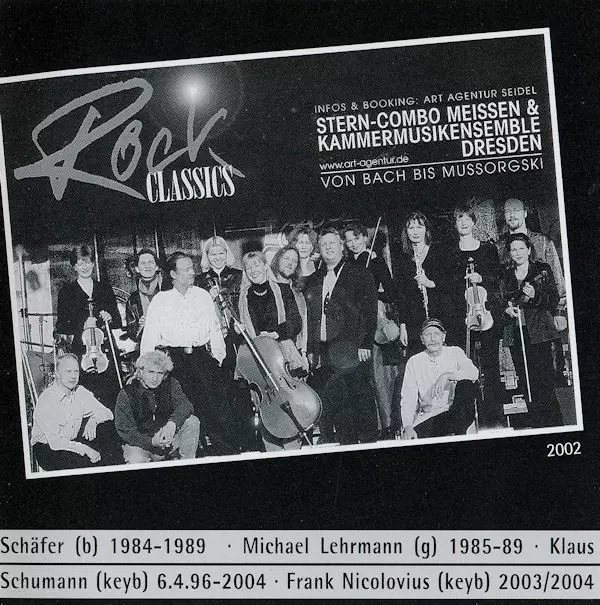 Rock
CLASSICS
INFOS & BOOKING: ART AGENTUR SEIDEL
STERN-COMBO MEISSEN &
KAMMERMUSIKENSEMBLE
DRESDEN
www.art-agentur.de
VON BACH BIS MUSSORGSKI
2002
Schäfer (b) 1984-1989 · Michael Lehrmann (g) 1985-89 · Klaus
Schumann (keyb) 6.4.96-2004 · Frank Nicolovius (keyb) 2003/2004